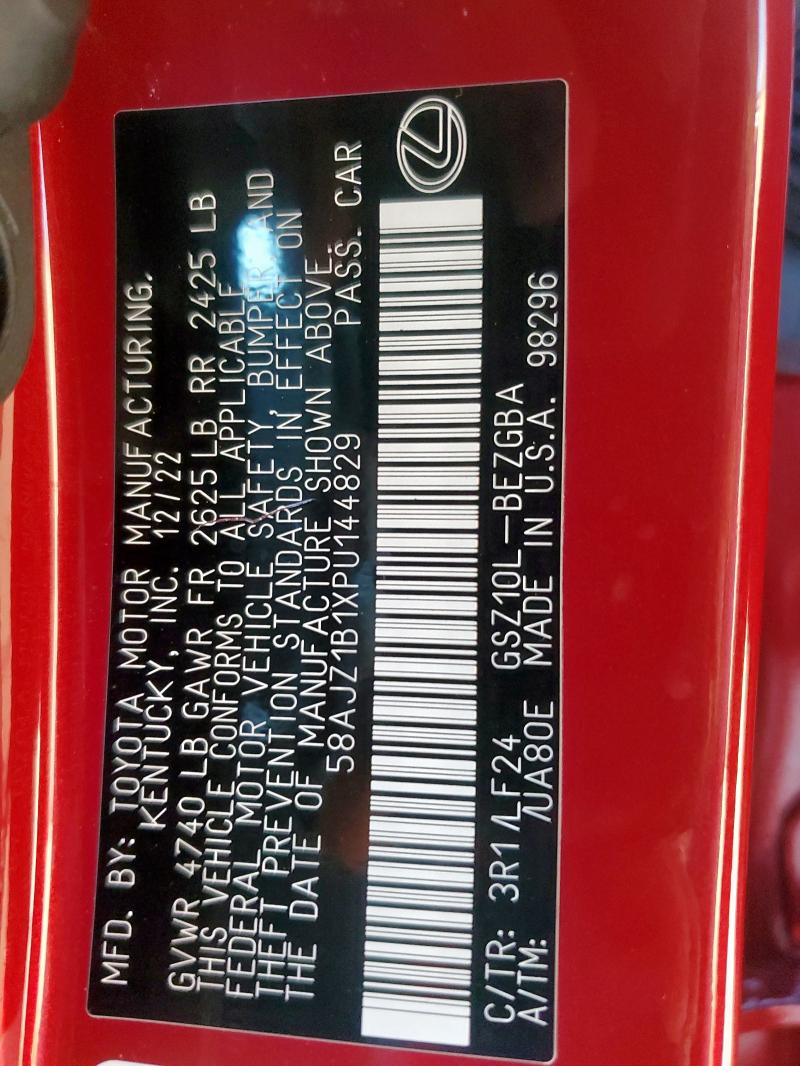 MFD. BY: TOYOTA MOTOR MANUFACTURING.
KENTUCKY, INC. 12/22
GVWR 4740 LB GAWR FR 2625 LB RR 2425 LB
THIS VEHICLE CONFORMS TO ALL APPLICABLE
FEDERAL MOTOR VEHICLE SAFETY, BUMPER, AND
THEFT PREVENTION STANDARDS IN EFFECT ON
THE DATE OF MANUFACTURE SHOWN ABOVE.
58AJZ1B1XPU144829 PASS. CAR
C/TR: 3R1/LF24 GSZ10L-BEZGBA
A/TM: /UA80E MADE IN U.S.A. 98296